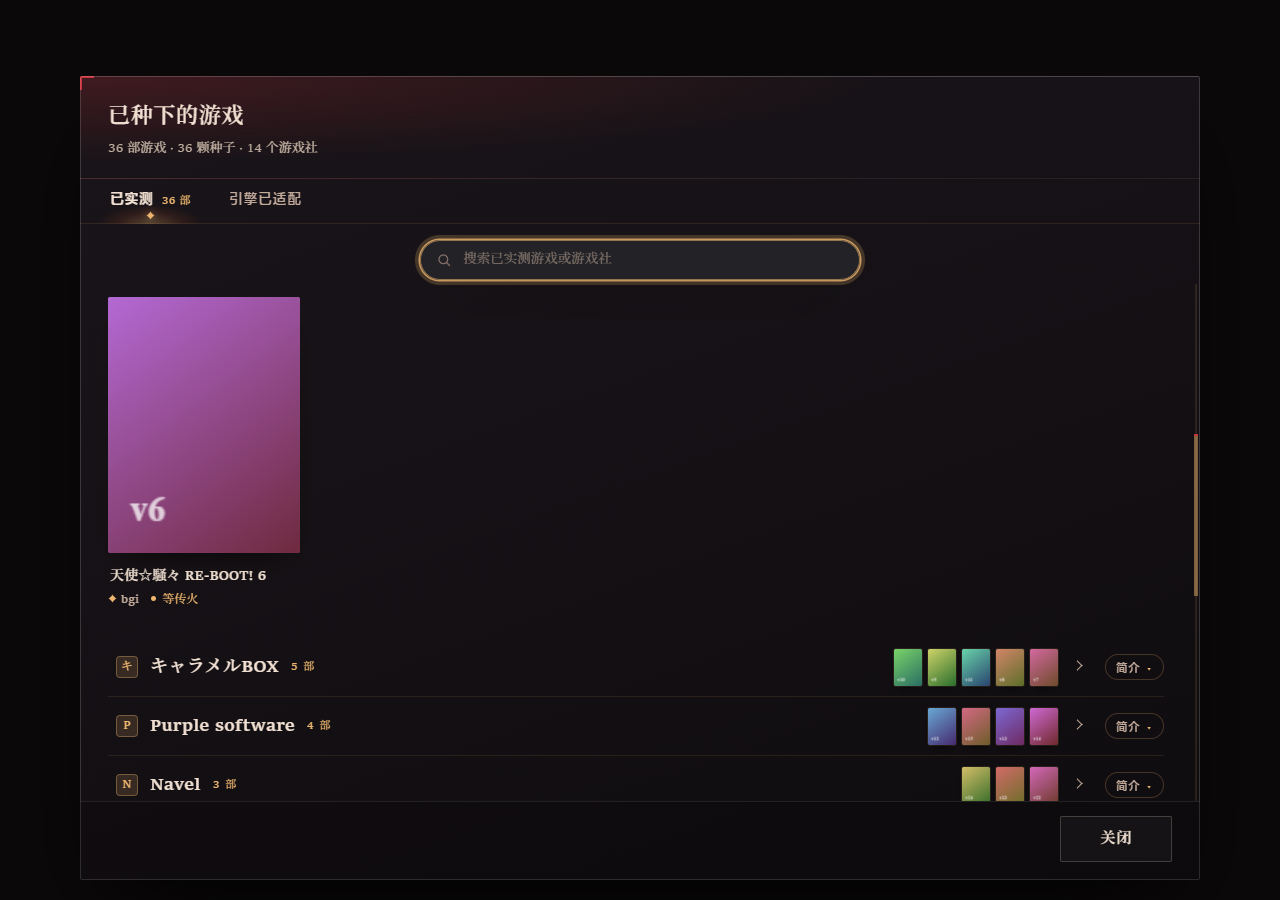 已种下的游戏
36 部游戏 · 36 颗种子 · 14 个游戏社
已实测 36 部 引擎已适配
搜索已实测游戏或游戏社
v6
天使☆騒々 RE-BOOT! 6
bgi 等传火
キ キャラメルBOX 5 部 简介
P Purple software 4 部 简介
N Navel 3 部 简介
关闭